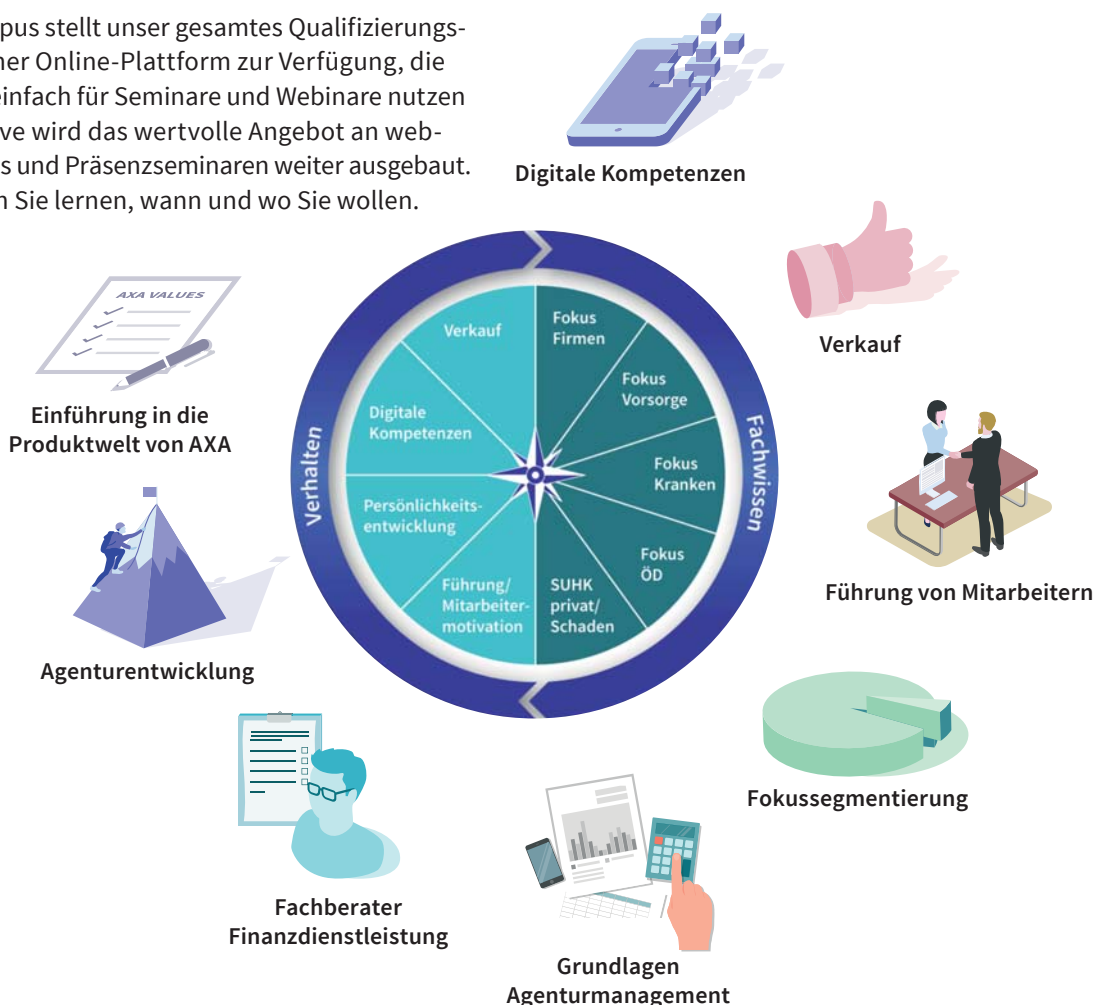 pus stellt unser gesamtes Qualifizierungs-
ner Online-Plattform zur Verfügung, die
einfach für Seminare und Webinare nutzen
ve wird das wertvolle Angebot an web-
s und Präsenzseminaren weiter ausgebaut.
n Sie lernen, wann und wo Sie wollen.
Digitale Kompetenzen
AXA VALUES
Einführung in die
Produktwelt von AXA
Verkauf
Agenturentwicklung
Führung von Mitarbeitern
Verhalten
Fachwissen
Verkauf
Digitale
Kompetenzen
Persönlichkeits-
entwicklung
Führung/
Mitarbeiter-
motivation
Fokus
Firmen
Fokus
Vorsorge
Fokus
Kranken
Fokus
ÖD
SUHK
privat/
Schaden
Fokussegmentierung
Fachberater
Finanzdienstleistung
Grundlagen
Agenturmanagement